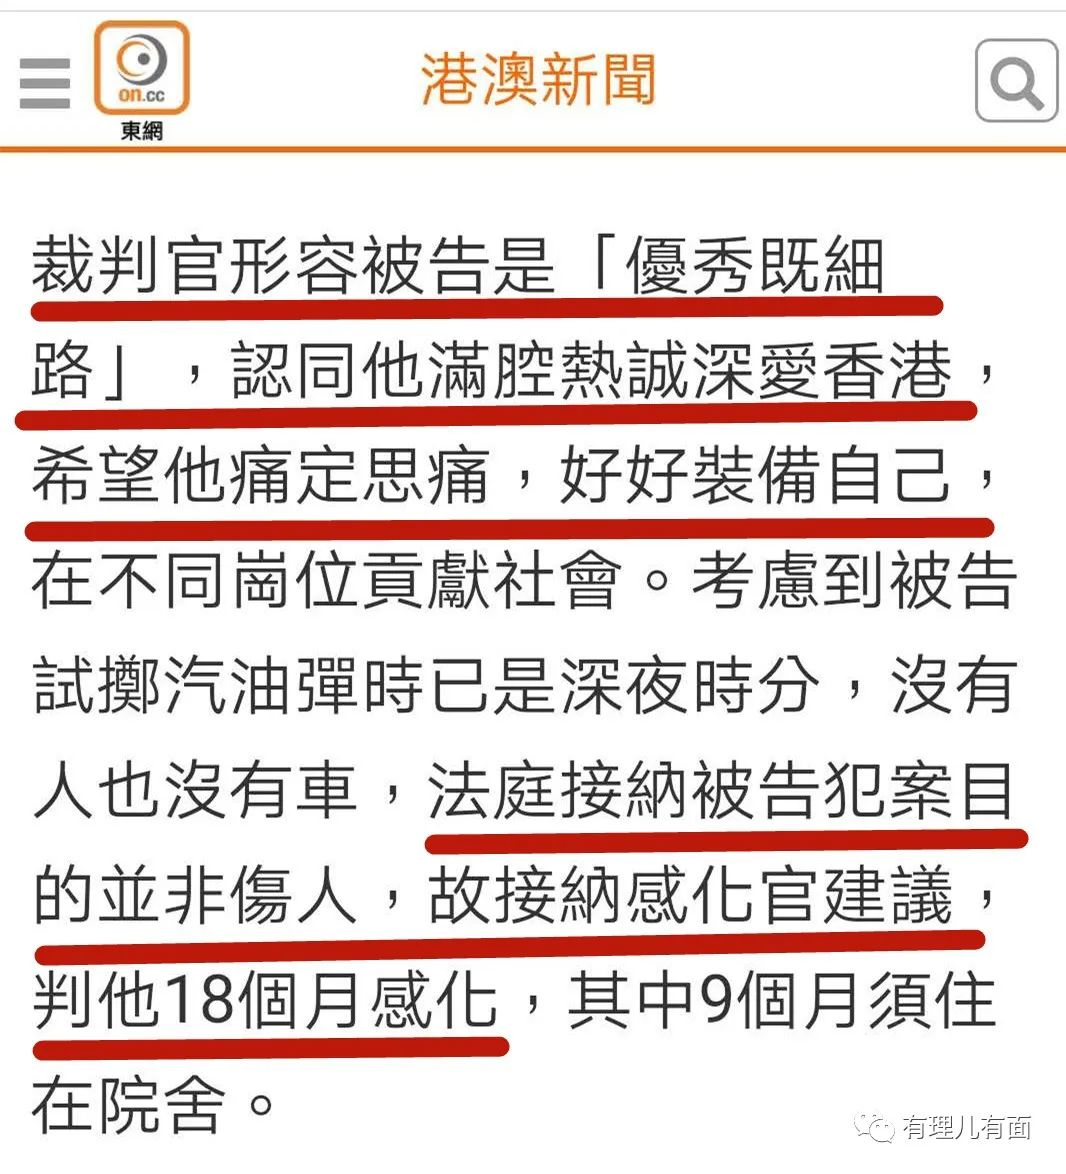 on.cc
東網
港澳新聞
裁判官形容被告是「優秀既細
路」，認同他滿腔熱誠深愛香港，
希望他痛定思痛，好好裝備自己，
在不同崗位貢獻社會。考慮到被告
試擲汽油彈時已是深夜時分，沒有
人也沒有車，法庭接納被告犯案目
的並非傷人，故接納感化官建議，
判他18個月感化，其中9個月須住
在院舍。
有理儿有面